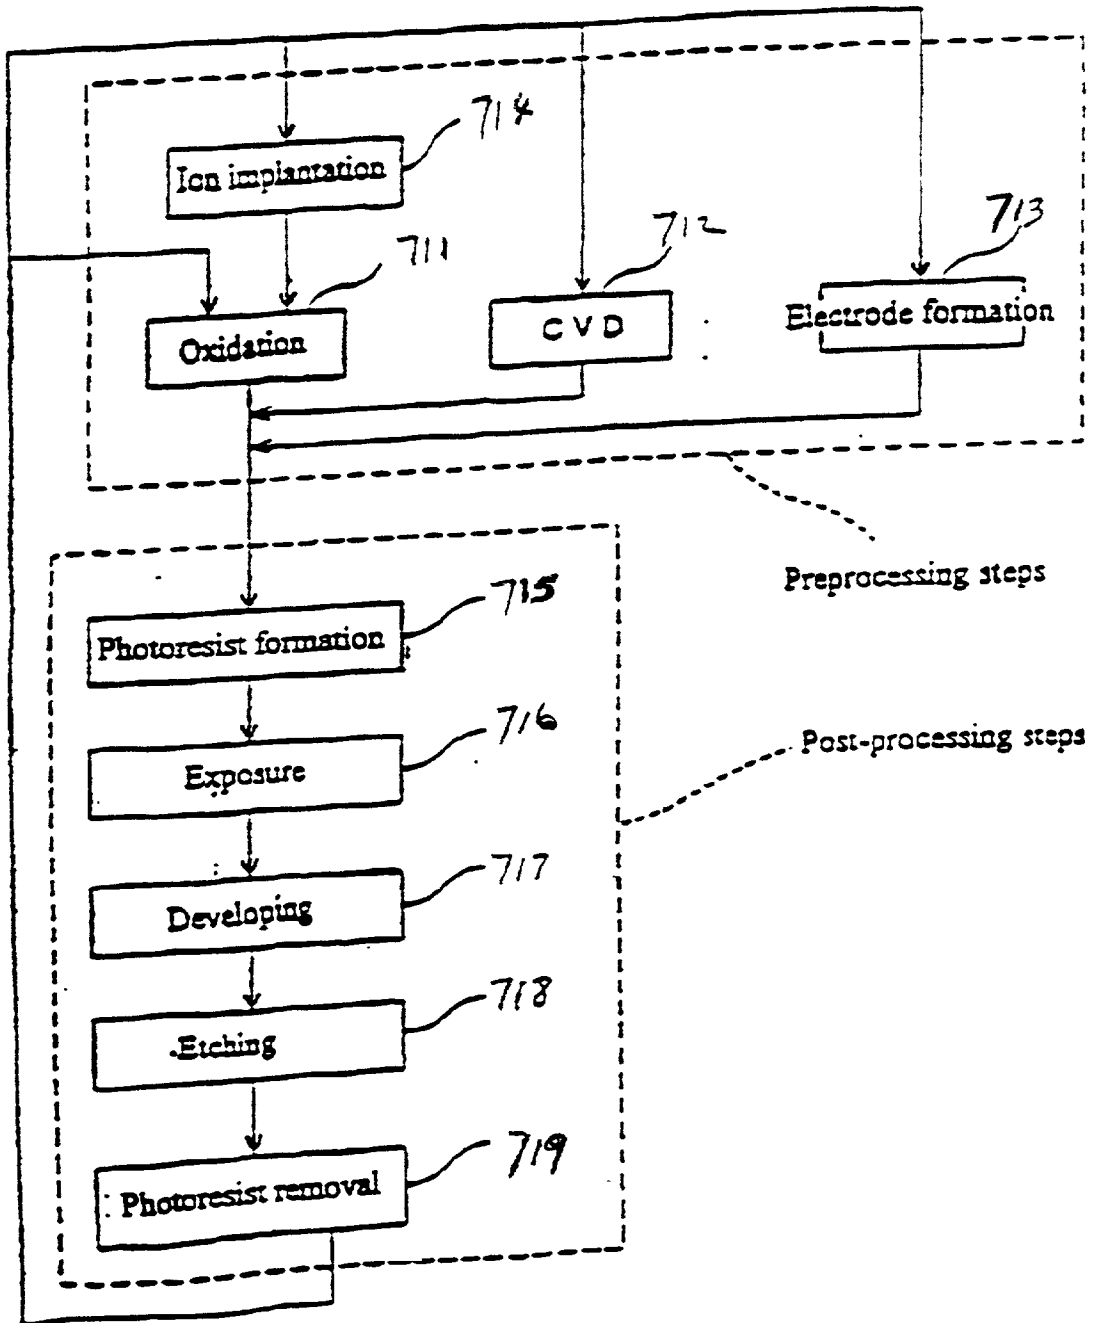 714
Ion implantation
711
712
713
Oxidation
C V D
Electrode formation
Preprocessing steps
715
Photoresist formation
716
Exposure
Post-processing steps
717
Developing
718
Etching
719
Photoresist removal